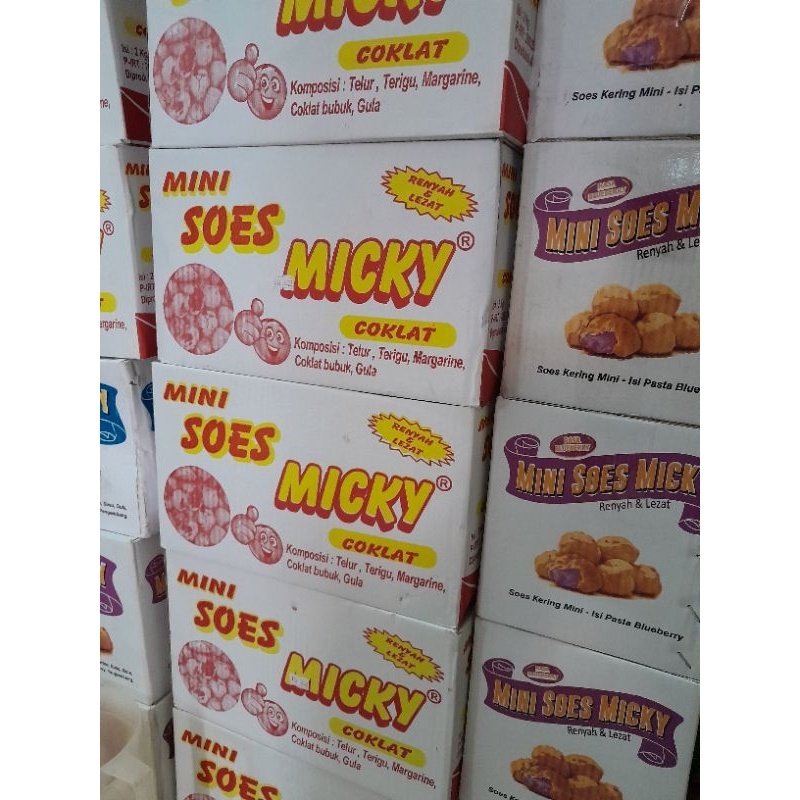 MICKY
COKLAT
Komposisi : Telur , Terigu, Margarine,
Coklat bubuk, Gula
Soes Kering Mini - Isi
MINI
SOES
MICKY®
RENYAH
&
LEZAT
COKLAT
Komposisi : Telur , Terigu, Margarine,
Coklat bubuk, Gula
MINI SOES M
Renyah & Le
Soes Kering Mini - Isi Pasta Blue
MINI
SOES
MICKY®
RENYAH
&
LEZAT
COKLAT
Komposisi : Telur , Terigu, Margarine,
Coklat bubuk, Gula
RASA
BLUEBERRY
MINI SOES MICK
Renyah & Lezat
Soes Kering Mini - Isi Pasta Blueberry
MINI
SOES
MICKY®
RENYAH
&
LEZAT
COKLAT
Komposisi : Telur , Terigu, Margarine,
Coklat bubuk, Gula
MINI SOES MICKY
Renyah & Lezat
MINI
SOES